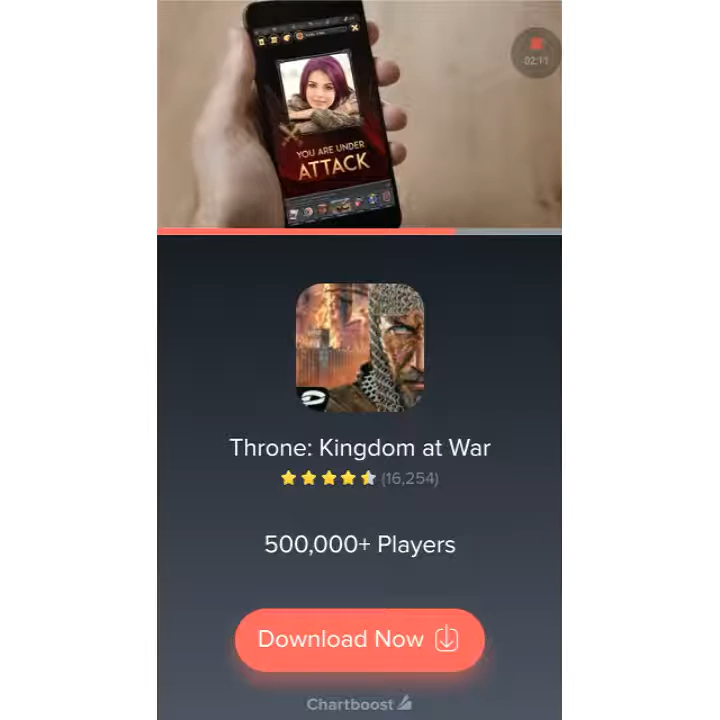 02:11
YOU ARE UNDER
ATTACK
Throne: Kingdom at War
(16,254)
500,000+ Players
Download Now
Chartboost